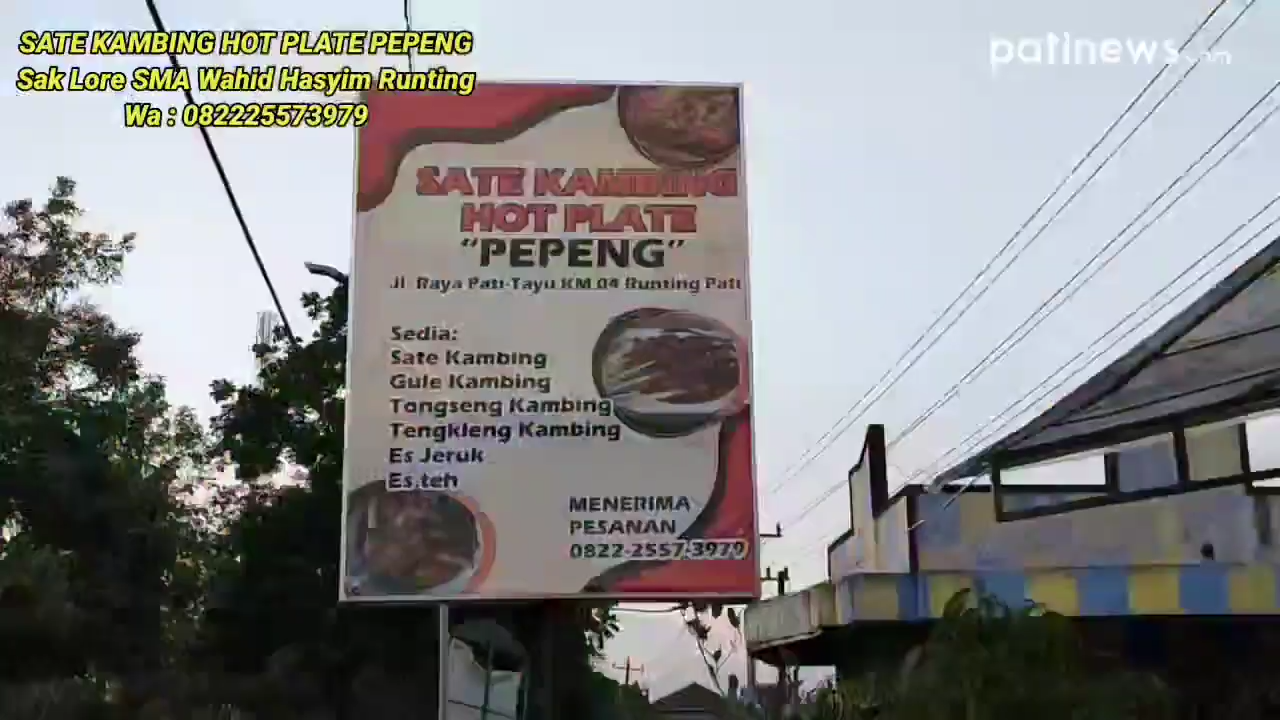 SATE KAMBING HOT PLATE PEPENG
Sak Lore SMA Wahid Hasyim Runting
Wa : 082225573979
patinews.com
SATE KAMBING
HOT PLATE
"PEPENG"
Jl. Raya Pati-Tayu KM.04 Runting Pati
Sedia:
Sate Kambing
Gule Kambing
Tongseng Kambing
Tengkleng Kambing
Es Jeruk
Es.teh
MENERIMA
PESANAN
0822-2557-3979